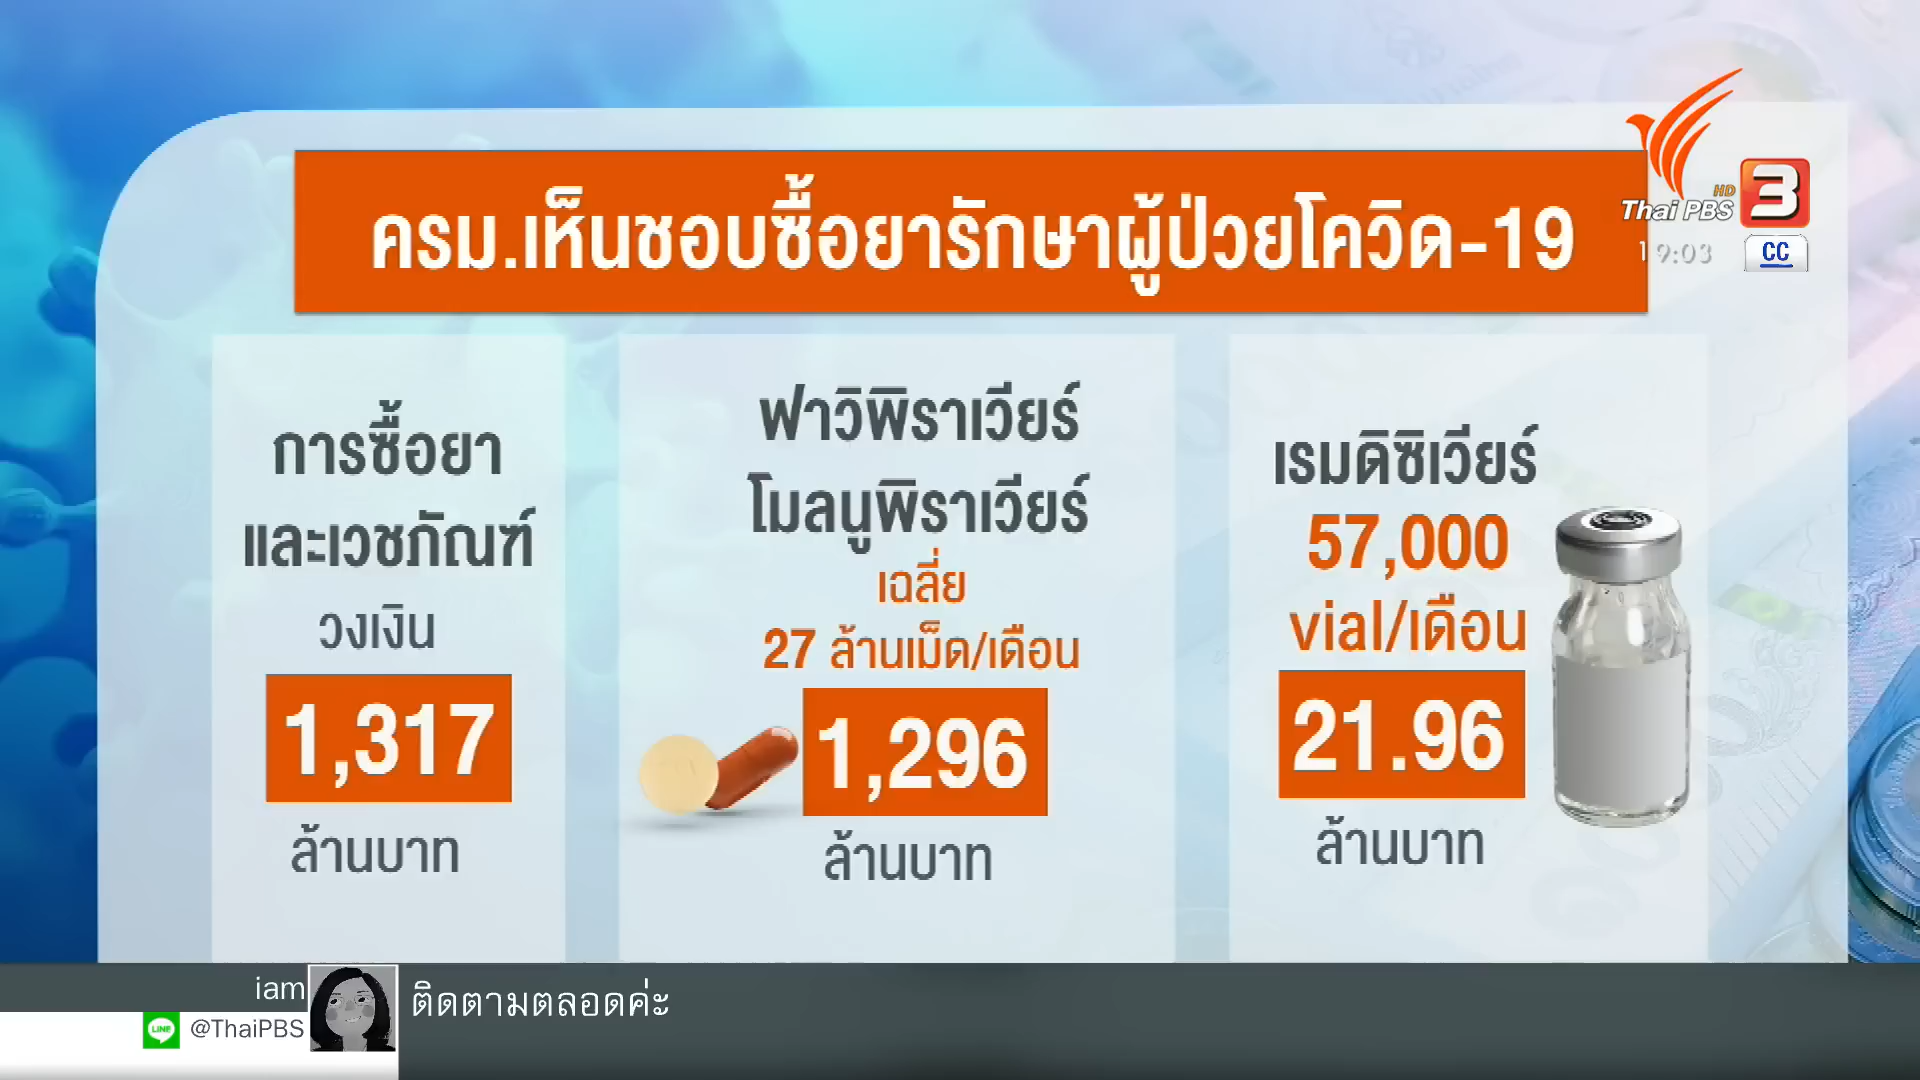 ครม.เห็นชอบซื้อยารักษาผู้ป่วยโควิด-19
HD
Thai PBS
3
19:03
CC
การซื้อยา
และเวชภัณฑ์
วงเงิน
1,317
ล้านบาท
ฟาวิพิราเวียร์
โมลนูพิราเวียร์
เฉลี่ย
27 ล้านเม็ด/เดือน
1,296
ล้านบาท
เรมดิซิเวียร์
57,000
vial/เดือน
21.96
ล้านบาท
iam
LINE @ThaiPBS
ติดตามตลอดค่ะ